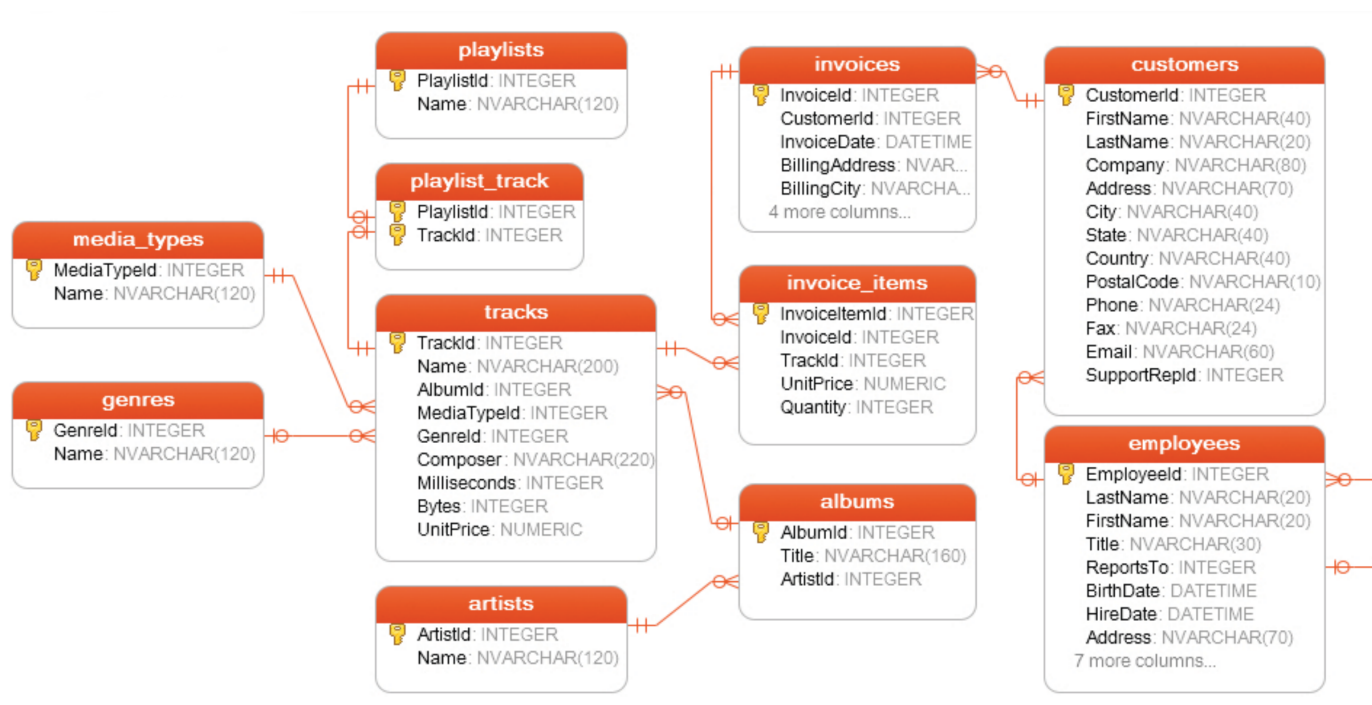 playlists
PlaylistId: INTEGER
Name: NVARCHAR(120)
playlist_track
PlaylistId: INTEGER
TrackId: INTEGER
media_types
MediaTypeId: INTEGER
Name: NVARCHAR(120)
genres
GenreId: INTEGER
Name: NVARCHAR(120)
tracks
TrackId: INTEGER
Name: NVARCHAR(200)
AlbumId: INTEGER
MediaTypeId: INTEGER
GenreId: INTEGER
Composer: NVARCHAR(220)
Milliseconds: INTEGER
Bytes: INTEGER
UnitPrice: NUMERIC
artists
ArtistId: INTEGER
Name: NVARCHAR(120)
invoices
InvoiceId: INTEGER
CustomerId: INTEGER
InvoiceDate: DATETIME
BillingAddress: NVAR...
BillingCity: NVARCHA...
4 more columns...
invoice_items
InvoiceItemId: INTEGER
InvoiceId: INTEGER
TrackId: INTEGER
UnitPrice: NUMERIC
Quantity: INTEGER
albums
AlbumId: INTEGER
Title: NVARCHAR(160)
ArtistId: INTEGER
customers
CustomerId: INTEGER
FirstName: NVARCHAR(40)
LastName: NVARCHAR(20)
Company: NVARCHAR(80)
Address: NVARCHAR(70)
City: NVARCHAR(40)
State: NVARCHAR(40)
Country: NVARCHAR(40)
PostalCode: NVARCHAR(10)
Phone: NVARCHAR(24)
Fax: NVARCHAR(24)
Email: NVARCHAR(60)
SupportRepId: INTEGER
employees
EmployeeId: INTEGER
LastName: NVARCHAR(20)
FirstName: NVARCHAR(20)
Title: NVARCHAR(30)
ReportsTo: INTEGER
BirthDate: DATETIME
HireDate: DATETIME
Address: NVARCHAR(70)
7 more columns...